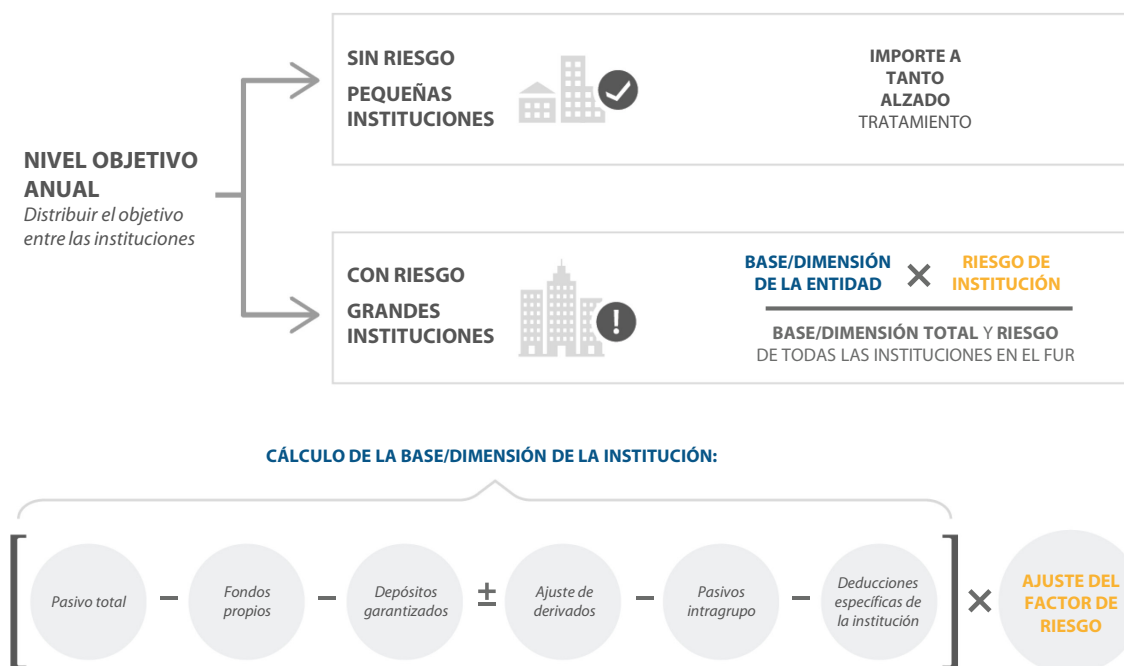 NIVEL OBJETIVO
ANUAL
Distribuir el objetivo
entre las instituciones
SIN RIESGO
PEQUEÑAS
INSTITUCIONES
IMPORTE A
TANTO
ALZADO
TRATAMIENTO
CON RIESGO
GRANDES
INSTITUCIONES
!
BASE/DIMENSIÓN
DE LA ENTIDAD
×
RIESGO DE
INSTITUCIÓN
BASE/DIMENSIÓN TOTAL Y RIESGO
DE TODAS LAS INSTITUCIONES EN EL FUR
CÁLCULO DE LA BASE/DIMENSIÓN DE LA INSTITUCIÓN:
[
Pasivo total
−
Fondos
propios
−
Depósitos
garantizados
±
Ajuste de
derivados
−
Pasivos
intragrupo
−
Deducciones
específicas de
la institución
]
×
AJUSTE DEL
FACTOR DE
RIESGO